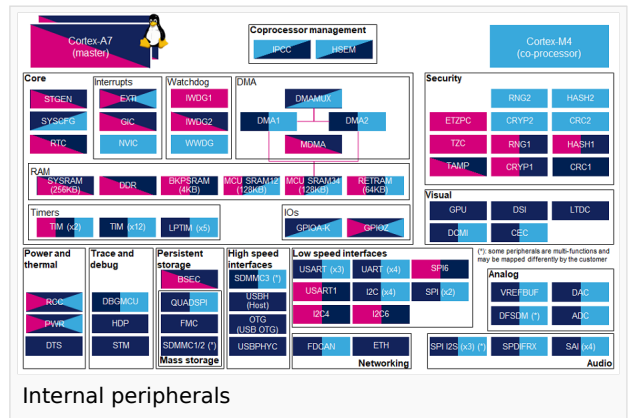 Cortex-A7
(master)
Coprocessor management
IPCC
HSEM
Cortex-M4
(co-processor)
Core
STGEN
SYSCFG
RTC
Interrupts
EXTI
GIC
NVIC
Watchdog
IWDG1
IWDG2
WWDG
DMA
DMAMUX
DMA1
DMA2
MDMA
Security
RNG2
HASH2
ETZPC
CRYP2
CRC2
TZC
RNG1
HASH1
TAMP
CRYP1
CRC1
RAM
SYSRAM
(256KB)
DDR
BKPSRAM
(4KB)
MCU SRAM12
(128KB)
MCU SRAM34
(128KB)
RETRAM
(64KB)
Timers
TIM (x2)
TIM (x12)
LPTIM (x5)
IOs
GPIOA-K
GPIOZ
Visual
GPU
DSI
LTDC
DCMI
CEC
Power and
thermal
RCC
PWR
DTS
Trace and
debug
DBGMCU
HDP
STM
Persistent
storage
BSEC
QUADSPI
FMC
SDMMC1/2 (*)
Mass storage
High speed
interfaces
SDMMC3 (*)
USBH
(Host)
OTG
(USB OTG)
USBPHYC
Low speed interfaces
USART (x3)
UART (x4)
SPI6
USART1
I2C (x4)
SPI (x2)
I2C4
I2C6
(*): some peripherals are multi-functions and
may be mapped differently by the customer
Analog
VREFBUF
DAC
DFSDM (*)
ADC
FDCAN
ETH
Networking
SPI I2S (x3) (*)
SPDIFRX
SAI (x4)
Audio
Internal peripherals